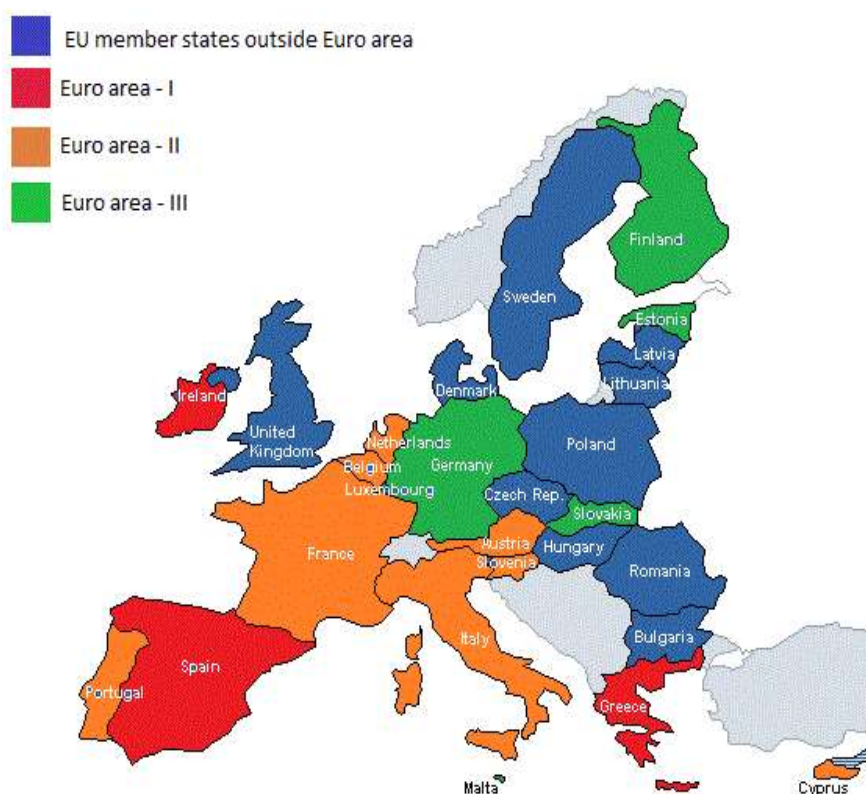 EU member states outside Euro area
Euro area - I
Euro area - II
Euro area - III
Finland
Sweden
Estonia
Latvia
Lithuania
Denmark
Ireland
United
Kingdom
Netherlands
Belgium
Luxembourg
Germany
Poland
Czech Rep.
Slovakia
France
Austria
Slovenia
Hungary
Romania
Italy
Bulgaria
Spain
Portugal
Greece
Malta
Cyprus